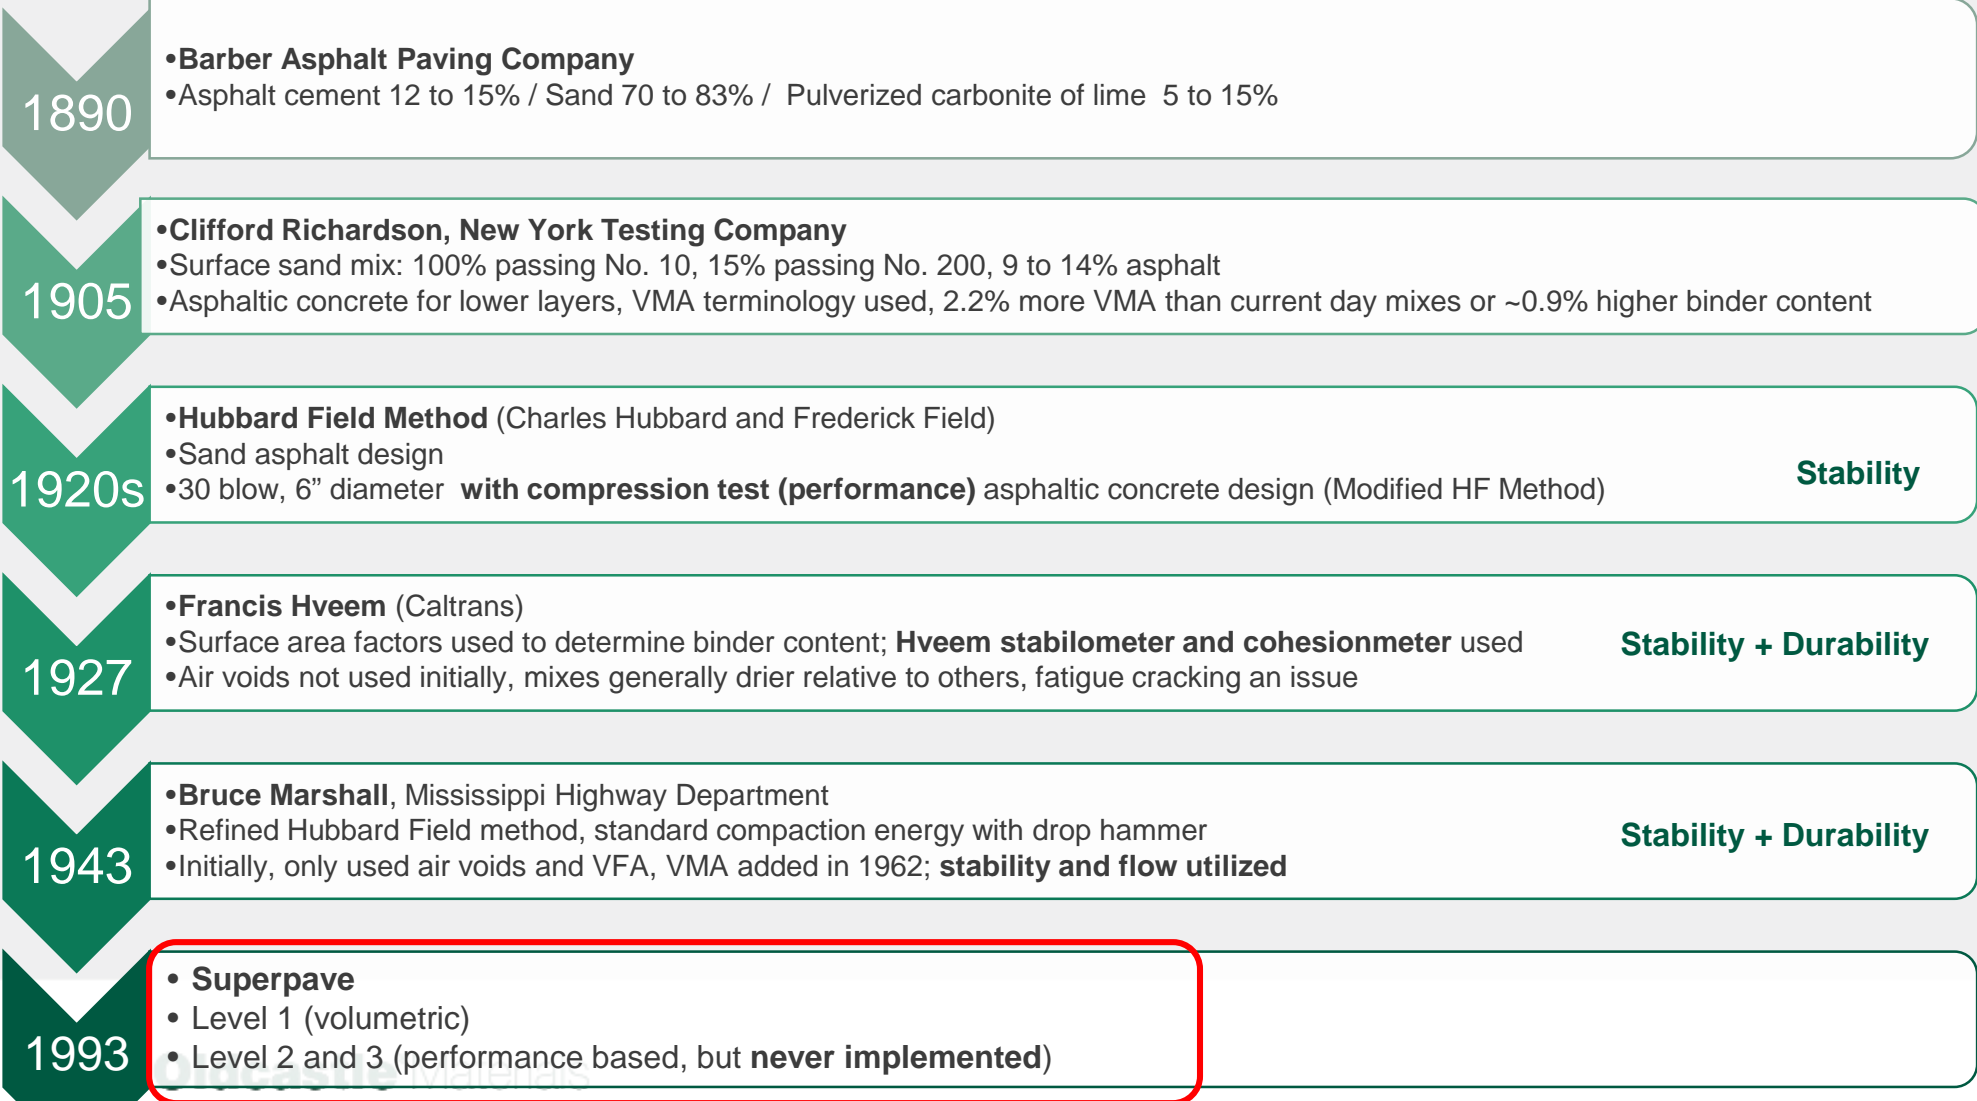 1890
•Barber Asphalt Paving Company
•Asphalt cement 12 to 15% / Sand 70 to 83% / Pulverized carbonite of lime 5 to 15%
1905
•Clifford Richardson, New York Testing Company
•Surface sand mix: 100% passing No. 10, 15% passing No. 200, 9 to 14% asphalt
•Asphaltic concrete for lower layers, VMA terminology used, 2.2% more VMA than current day mixes or ~0.9% higher binder content
1920s
•Hubbard Field Method (Charles Hubbard and Frederick Field)
•Sand asphalt design
•30 blow, 6” diameter with compression test (performance) asphaltic concrete design (Modified HF Method)
Stability
1927
•Francis Hveem (Caltrans)
•Surface area factors used to determine binder content; Hveem stabilometer and cohesionmeter used
•Air voids not used initially, mixes generally drier relative to others, fatigue cracking an issue
Stability + Durability
1943
•Bruce Marshall, Mississippi Highway Department
•Refined Hubbard Field method, standard compaction energy with drop hammer
•Initially, only used air voids and VFA, VMA added in 1962; stability and flow utilized
Stability + Durability
1993
• Superpave
• Level 1 (volumetric)
• Level 2 and 3 (performance based, but never implemented)
Oldcastle Materials